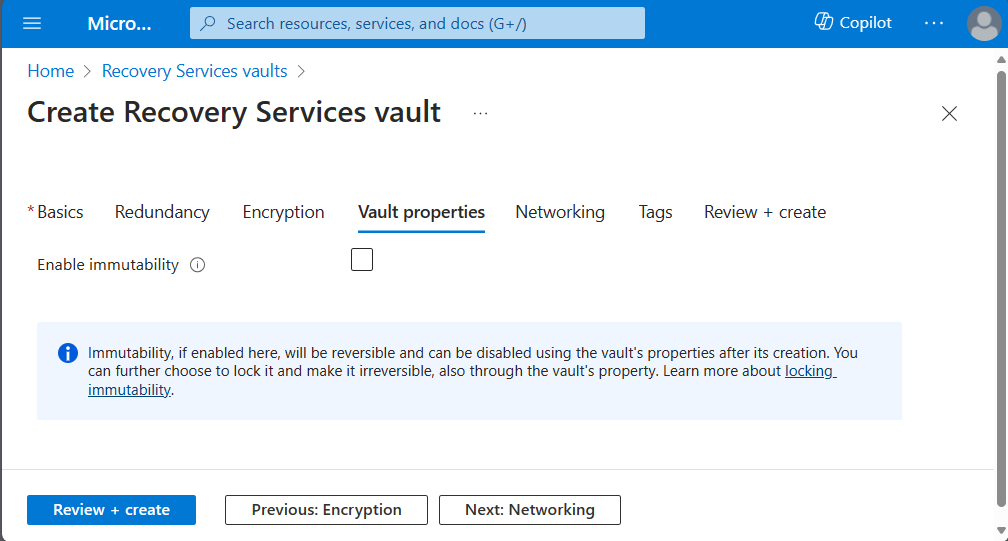 Micro...
Search resources, services, and docs (G+/)
Copilot
...
Home > Recovery Services vaults >
Create Recovery Services vault ...
*Basics Redundancy Encryption Vault properties Networking Tags Review + create
Enable immutability
Immutability, if enabled here, will be reversible and can be disabled using the vault's properties after its creation. You
can further choose to lock it and make it irreversible, also through the vault's property. Learn more about locking
immutability.
Review + create Previous: Encryption Next: Networking